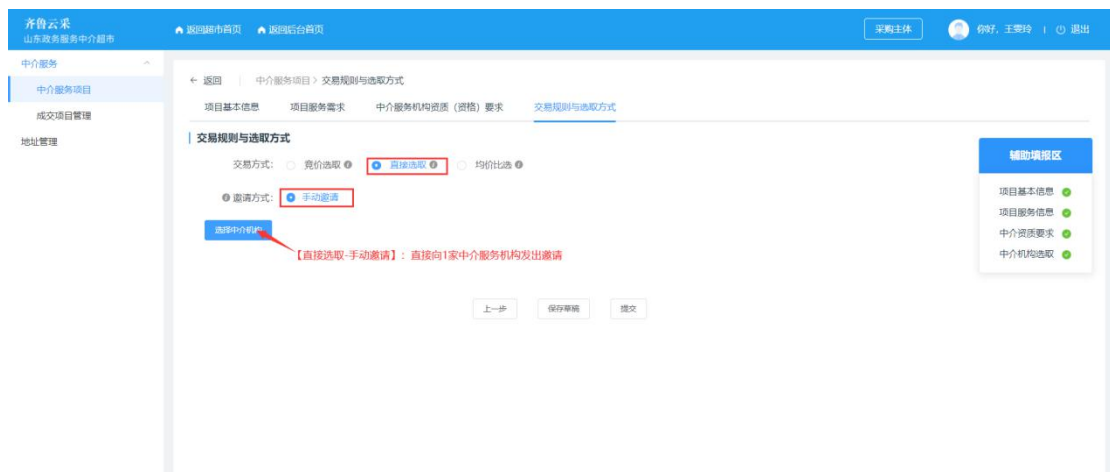 齐鲁云采
山东政务服务中介超市
返回超市首页 返回后台首页
采购主体
你好, 王雯玲 | 退出
中介服务
中介服务项目
成交项目管理
地址管理
← 返回 | 中介服务项目 > 交易规则与选取方式
项目基本信息 项目服务需求 中介服务机构资质（资格）要求 交易规则与选取方式
交易规则与选取方式
交易方式: 竞价选取 直接选取 均价比选
邀请方式: 手动邀请
选择中介机构
【直接选取-手动邀请】: 直接向1家中介服务机构发出邀请
上一步 保存草稿 提交
辅助填报区
项目基本信息
项目服务信息
中介资质要求
中介机构选取